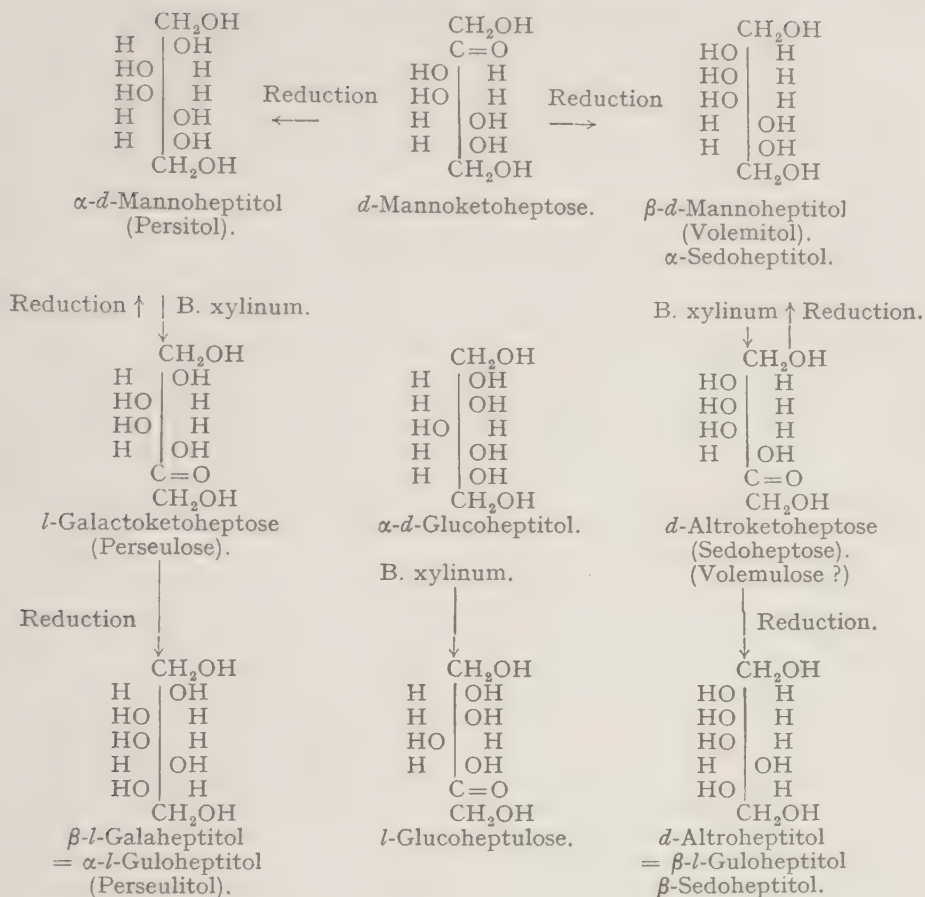 CH₂OH CH₂OH CH₂OH
H OH C=O HO H
HO H HO H HO H
HO H Reduction HO H Reduction HO H
H OH ← H OH → H OH
H OH H OH H OH
CH₂OH CH₂OH CH₂OH
α-d-Mannoheptitol d-Mannoketoheptose. β-d-Mannoheptitol
(Persitol). (Volemitol).
α-Sedoheptitol.
Reduction ↑ ↓ B. xylinum. B. xylinum ↓ ↑ Reduction.
CH₂OH CH₂OH CH₂OH
H OH H OH HO H
HO H H OH HO H
HO H HO H HO H
H OH H OH H OH
C=O H OH C=O
CH₂OH CH₂OH CH₂OH
l-Galactoketoheptose α-d-Glucoheptitol. d-Altroketoheptose
(Perseulose). (Sedoheptose).
B. xylinum. (Volemulose ?)
Reduction ↓ ↓ ↓ Reduction.
CH₂OH CH₂OH CH₂OH
H OH H OH HO H
HO H H OH HO H
HO H HO H HO H
H OH H OH H OH
HO H C=O HO H
CH₂OH CH₂OH CH₂OH
β-l-Galaheptitol l-Glucoheptulose. d-Altroheptitol
= α-l-Guloheptitol = β-l-Guloheptitol
(Perseulitol). β-Sedoheptitol.